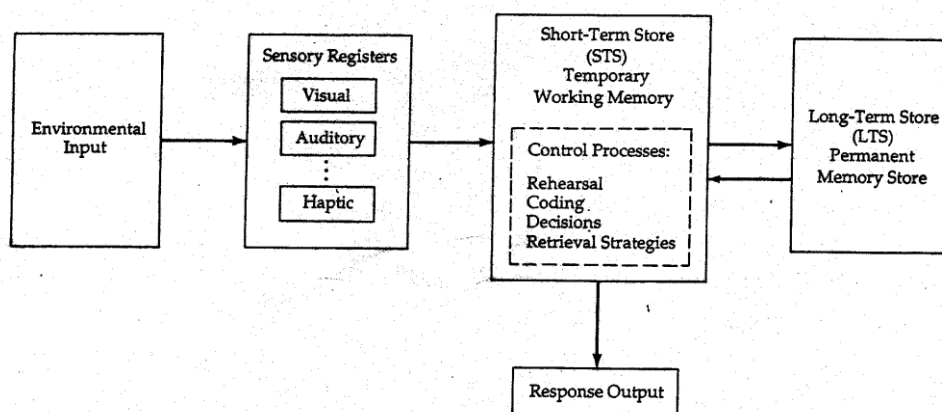 Environmental
Input
Sensory Registers
Visual
Auditory
Haptic
Short-Term Store
(STS)
Temporary
Working Memory
Control Processes:
Rehearsal
Coding
Decisions
Retrieval Strategies
Long-Term Store
(LTS)
Permanent
Memory Store
Response Output